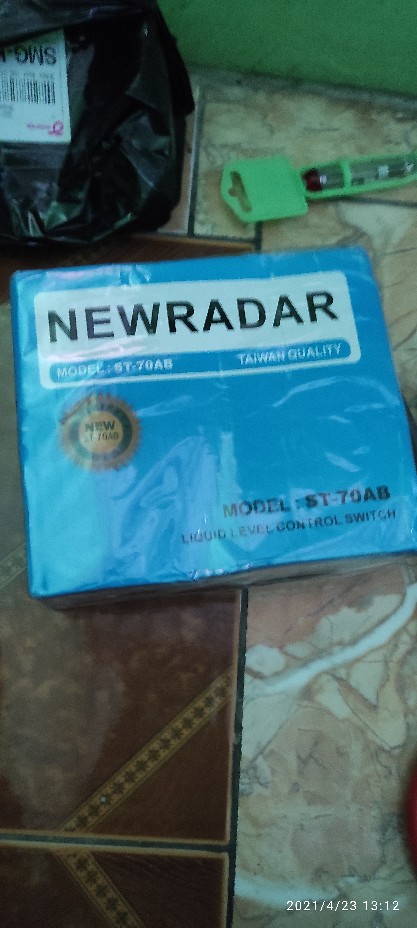 SMG-
NEWRADAR
MODEL : ST-70AB
TAIWAN QUALITY
NEW
ST-70AB
MODEL : ST-70AB
LIQUID LEVEL CONTROL SWITCH
2021/4/23 13:12